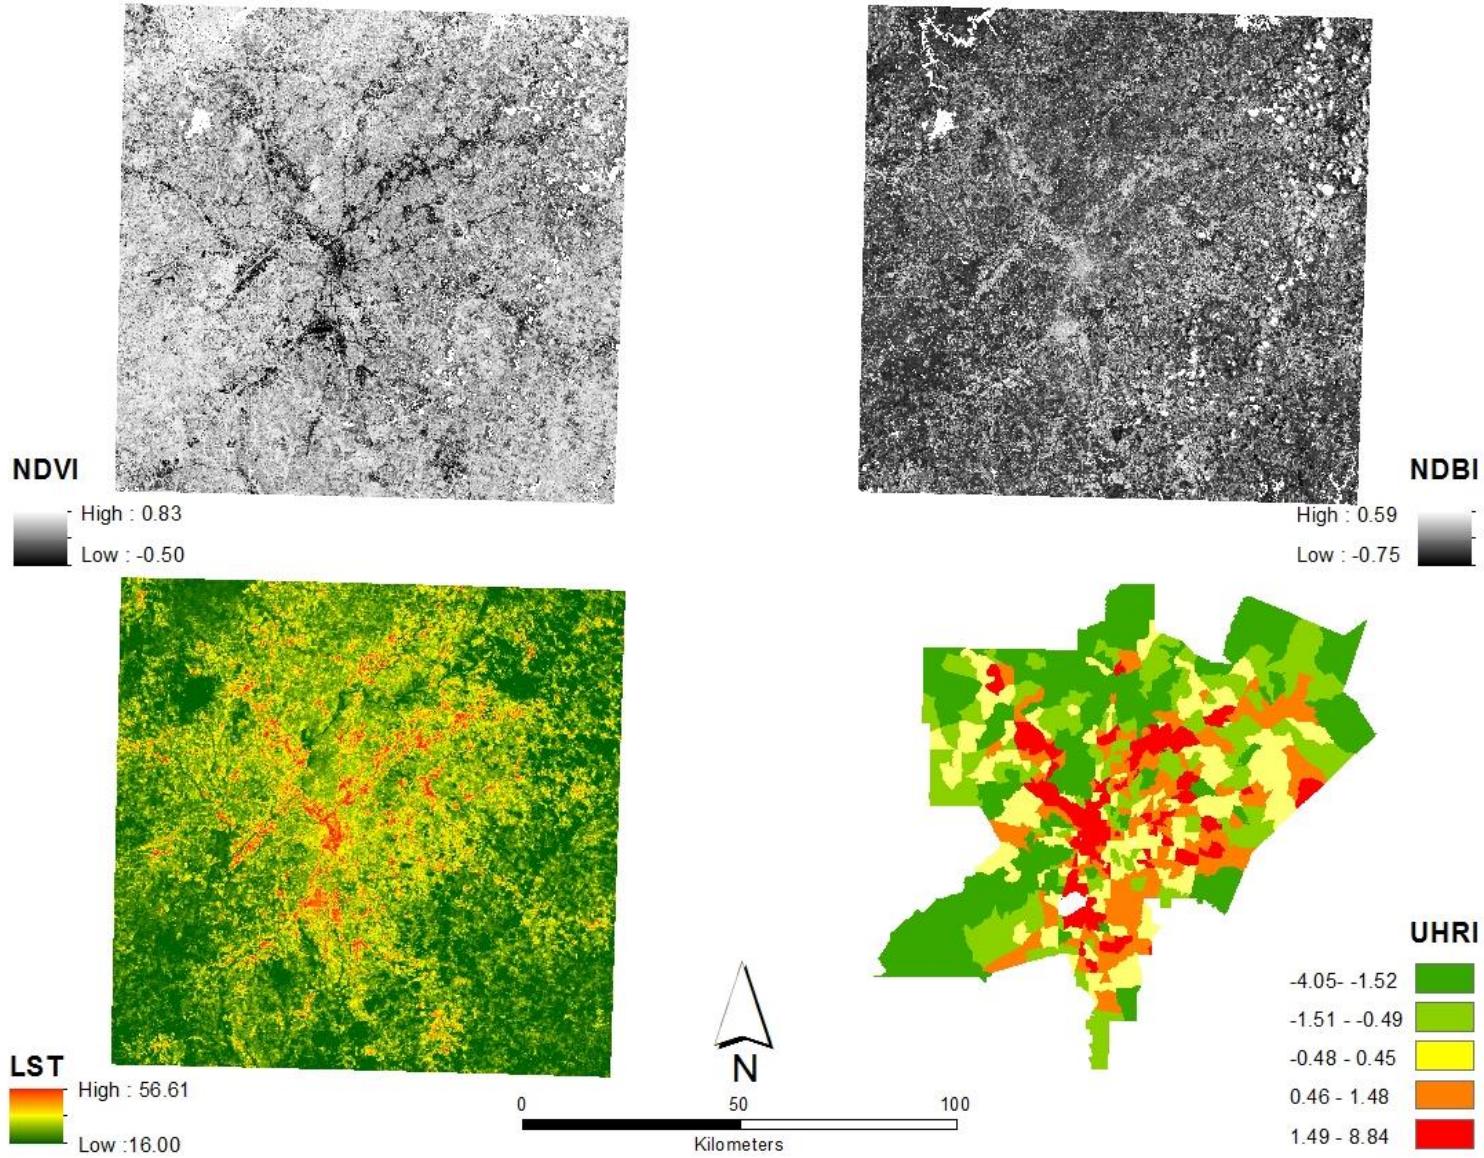 NDVI
High : 0.83
Low : -0.50
NDBI
High : 0.59
Low : -0.75
LST
High : 56.61
Low :16.00
N
0 50 100
Kilometers
UHRI
-4.05- -1.52
-1.51 - -0.49
-0.48 - 0.45
0.46 - 1.48
1.49 - 8.84